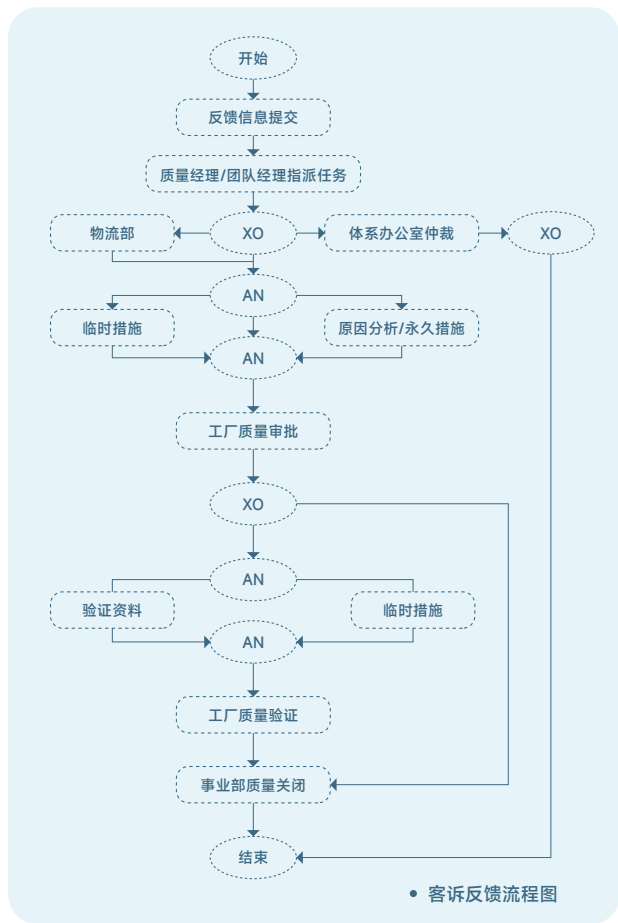 开始
反馈信息提交
质量经理/团队经理指派任务
物流部
XO
体系办公室仲裁
XO
AN
临时措施
原因分析/永久措施
AN
工厂质量审批
XO
AN
验证资料
临时措施
AN
工厂质量验证
事业部质量关闭
结束
• 客诉反馈流程图